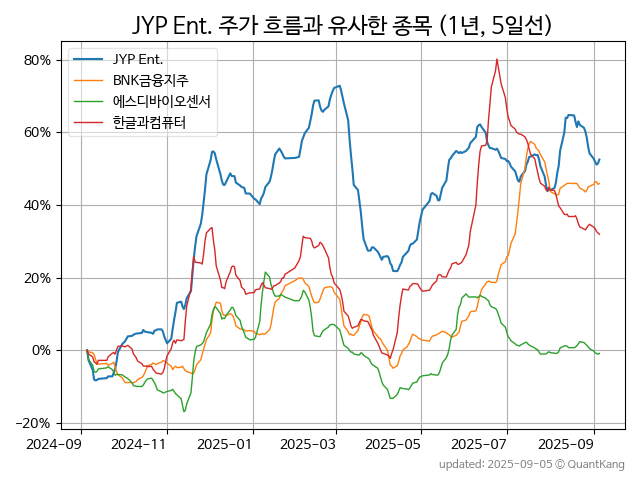 JYP Ent. 주가 흐름과 유사한 종목 (1년, 5일선)
JYP Ent.
BNK금융지주
에스디바이오센서
한글과컴퓨터
80%
60%
40%
20%
0%
−20%
2024-09 2024-11 2025-01 2025-03 2025-05 2025-07 2025-09
updated: 2025-09-05 © QuantKang